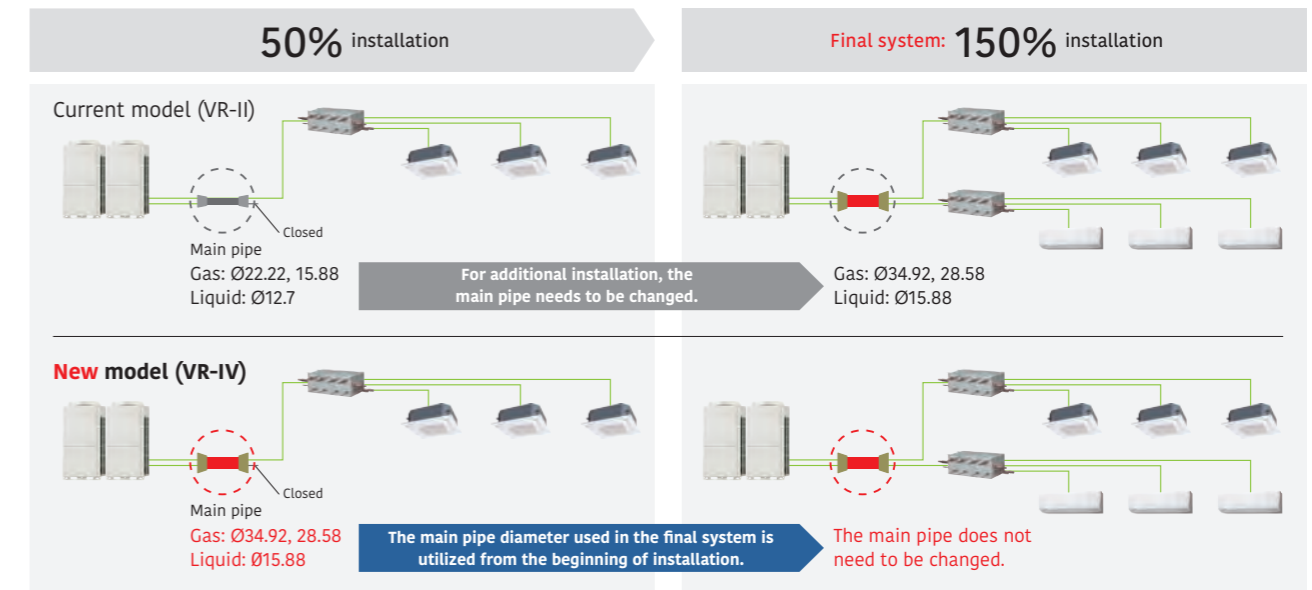 50% installation
Final system: 150% installation
Current model (VR-II)
Closed
Main pipe
Gas: Ø22.22, 15.88
Liquid: Ø12.7
For additional installation, the
main pipe needs to be changed.
Gas: Ø34.92, 28.58
Liquid: Ø15.88
New model (VR-IV)
Closed
Main pipe
Gas: Ø34.92, 28.58
Liquid: Ø15.88
The main pipe diameter used in the final system is
utilized from the beginning of installation.
The main pipe does not
need to be changed.